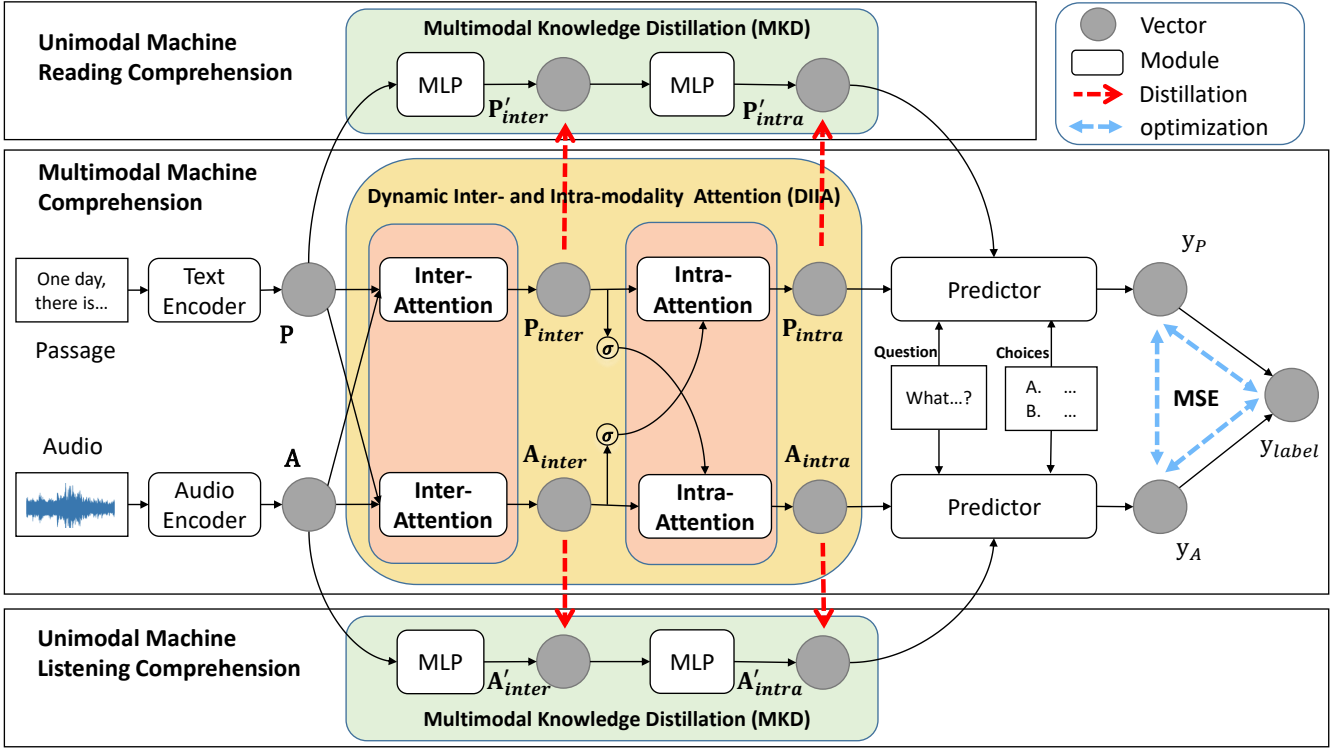 Unimodal Machine
Reading Comprehension
Multimodal Knowledge Distillation (MKD)
MLP
P′inter
MLP
P′intra
Vector
Module
Distillation
optimization
Multimodal Machine
Comprehension
Dynamic Inter- and Intra-modality Attention (DIIA)
One day,
there is...
Passage
Text
Encoder
P
Inter-
Attention
Pinter
σ
Intra-
Attention
Pintra
Predictor
yP
Question
What...?
Choices
A. ...
B. ...
MSE
ylabel
Audio
Audio
Encoder
A
Inter-
Attention
Ainter
σ
Intra-
Attention
Aintra
Predictor
yA
Unimodal Machine
Listening Comprehension
MLP
A′inter
MLP
A′intra
Multimodal Knowledge Distillation (MKD)